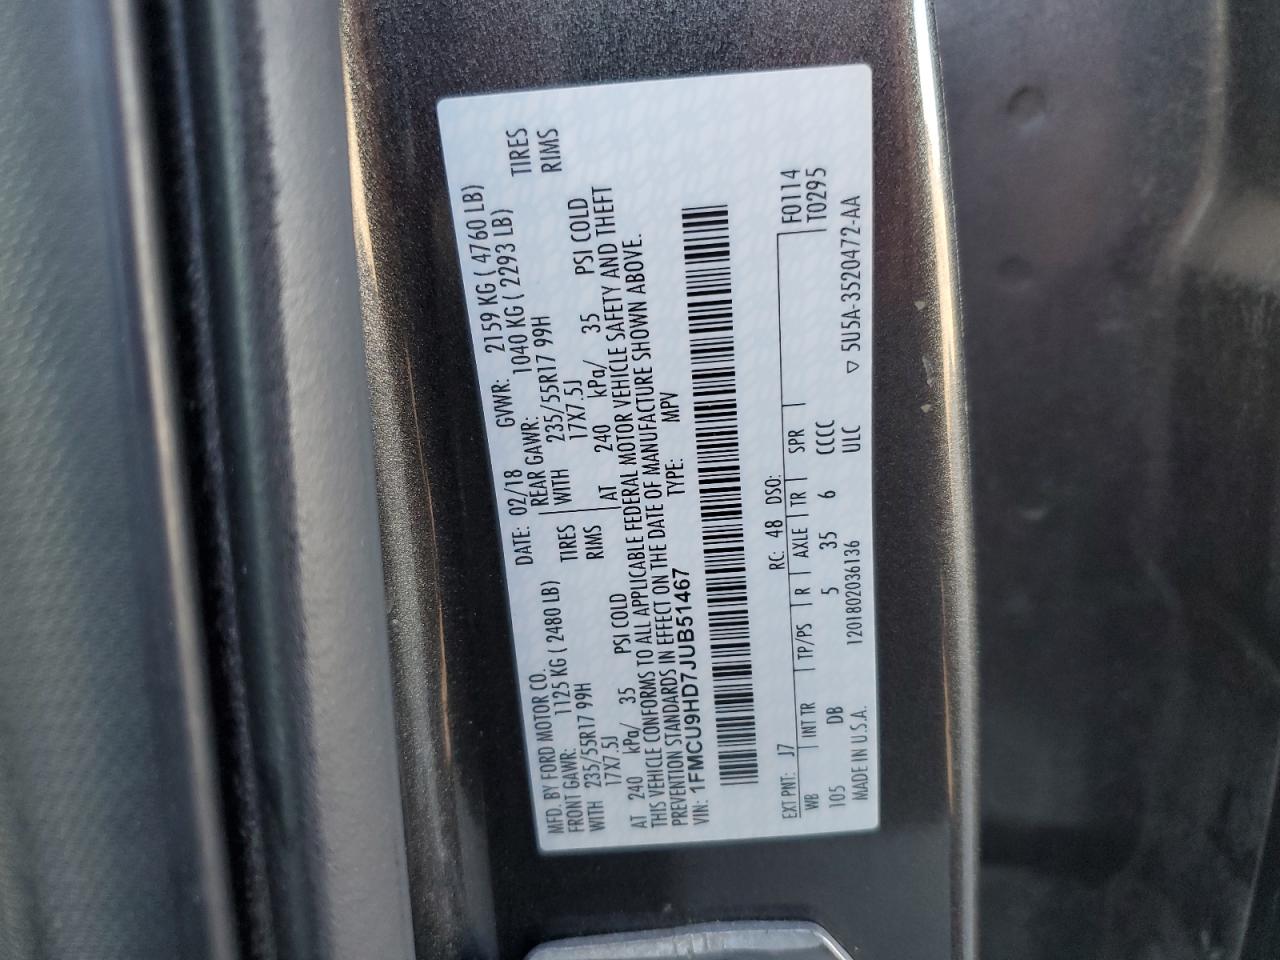 MFD. BY FORD MOTOR CO.
DATE: 02/18 GVWR: 2159 KG ( 4760 LB)
FRONT GAWR: 1125 KG ( 2480 LB)
REAR GAWR: 1040 KG ( 2293 LB)
WITH 235/55R17 99H TIRES
WITH 235/55R17 99H TIRES
17X7.5J RIMS
17X7.5J RIMS
AT 240 kPa/ 35 PSI COLD
AT 240 kPa/ 35 PSI COLD
THIS VEHICLE CONFORMS TO ALL APPLICABLE FEDERAL MOTOR VEHICLE SAFETY AND THEFT
PREVENTION STANDARDS IN EFFECT ON THE DATE OF MANUFACTURE SHOWN ABOVE.
VIN: 1FMCU9HD7JUB51467 TYPE: MPV
EXT PNT: J7 RC: 48 DSO: F0114
WB INT TR TP/PS R AXLE TR SPR T0295
105 DB 5 35 6 CCCC
MADE IN U.S.A. 120180203613​6 ULC ▽ 5U5A-3520472-AA